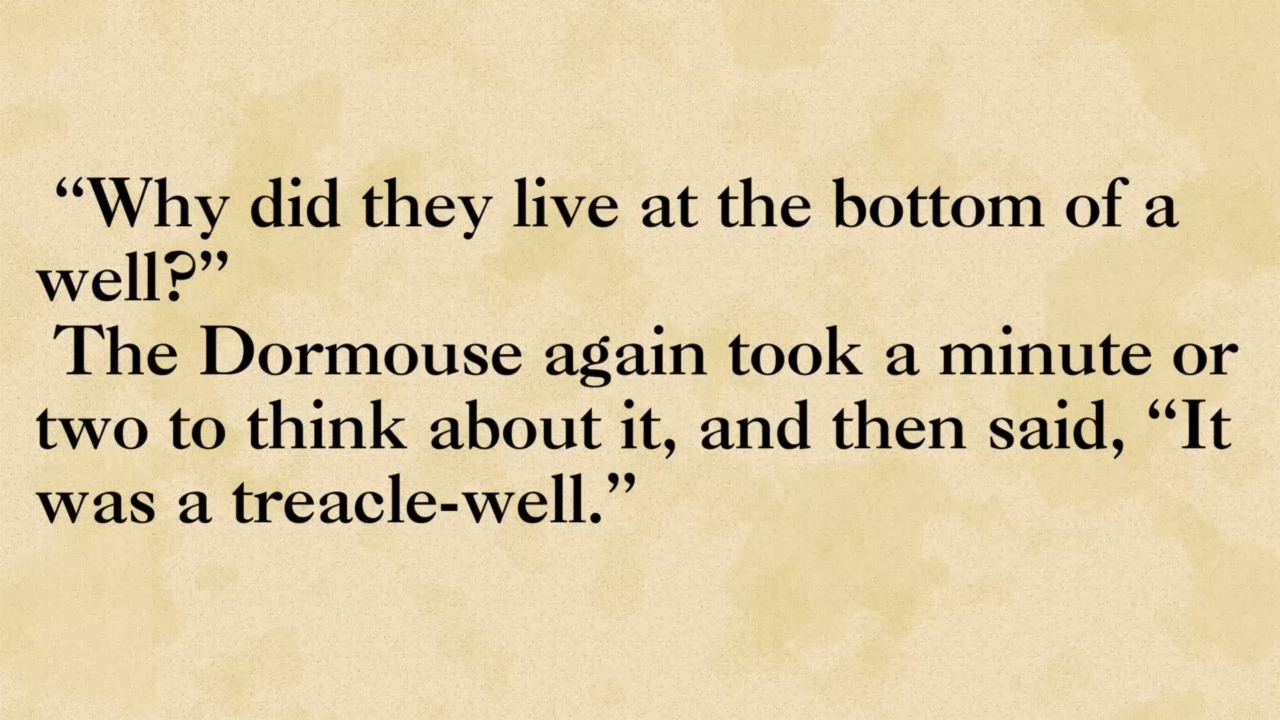 “Why did they live at the bottom of a
well?”
The Dormouse again took a minute or
two to think about it, and then said, “It
was a treacle-well.”